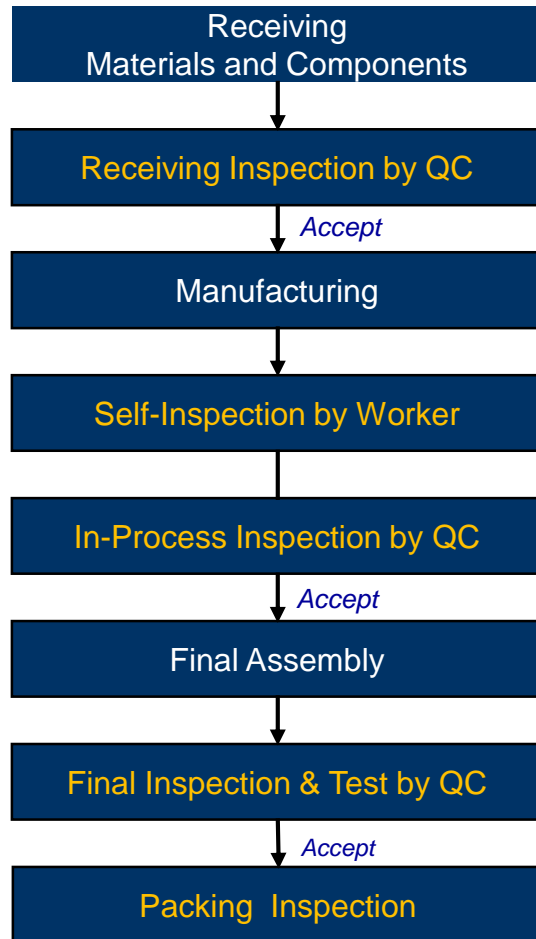 Receiving
Materials and Components
Receiving Inspection by QC
Accept
Manufacturing
Self-Inspection by Worker
In-Process Inspection by QC
Accept
Final Assembly
Final Inspection & Test by QC
Accept
Packing Inspection